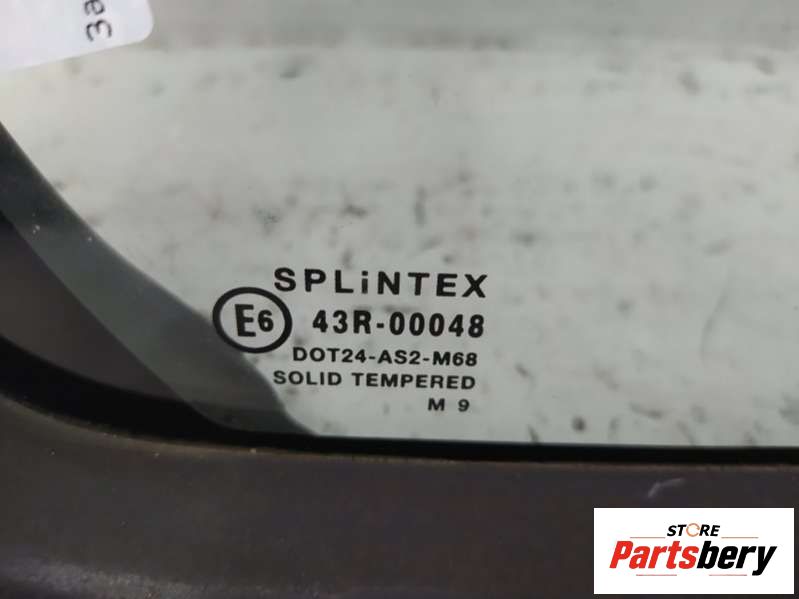 SPLiNTEX
E6 43R-00048
DOT24-AS2-M68
SOLID TEMPERED
M 9
STORE
Partsbery